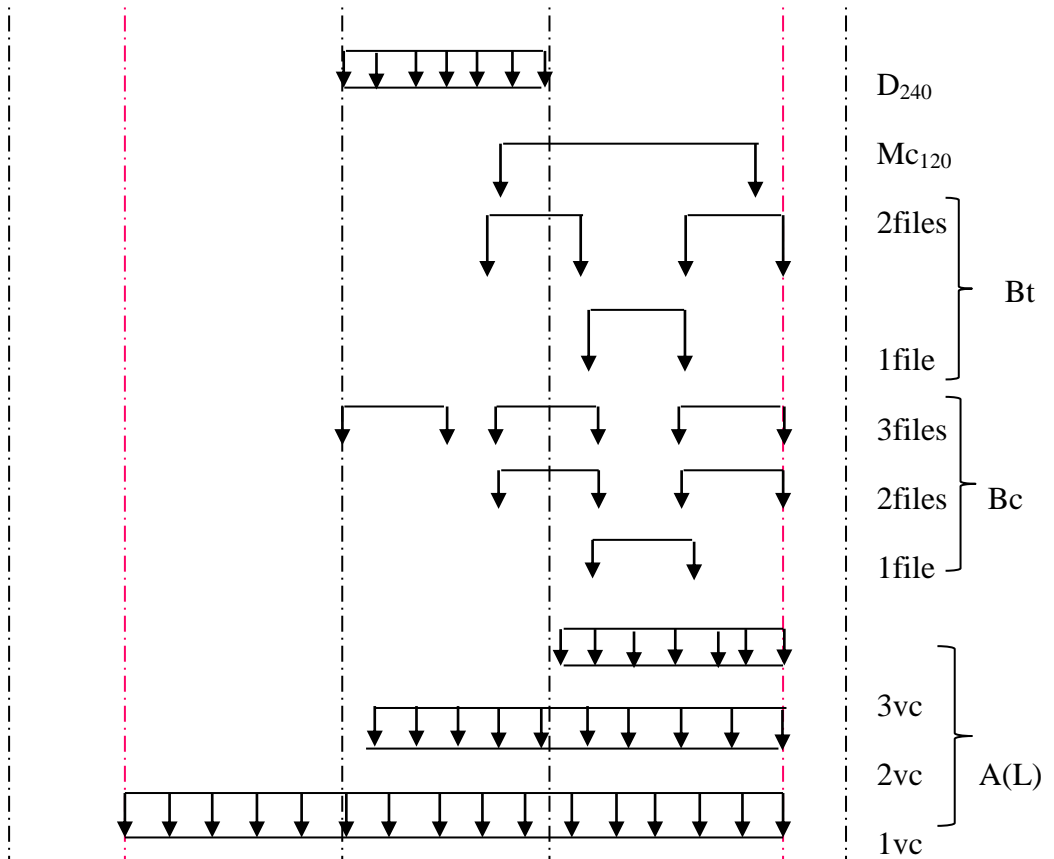 D₂₄₀
Mc₁₂₀
2files
Bt
1file
3files
2files Bc
1file
3vc
2vc A(L)
1vc